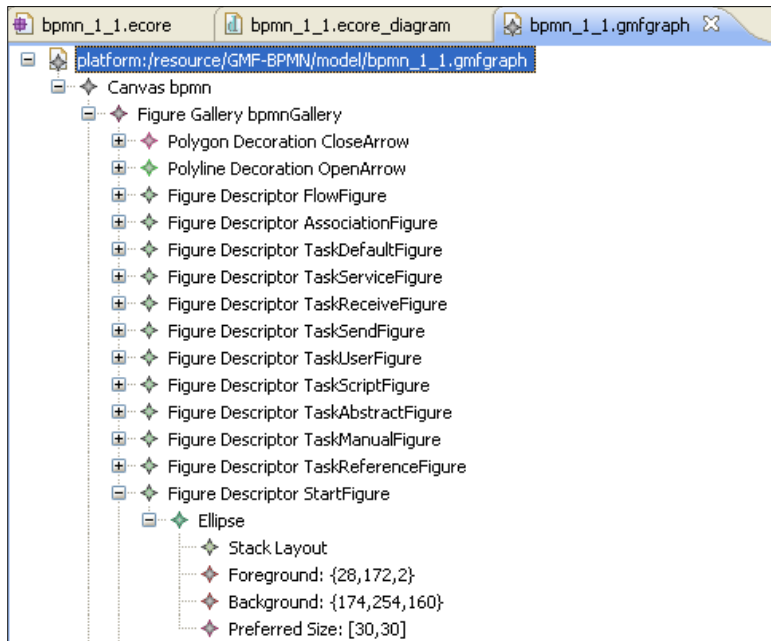 bpmn_1_1.ecore bpmn_1_1.ecore_diagram bpmn_1_1.gmfgraph
platform:/resource/GMF-BPMN/model/bpmn_1_1.gmfgraph
Canvas bpmn
Figure Gallery bpmnGallery
Polygon Decoration CloseArrow
Polyline Decoration OpenArrow
Figure Descriptor FlowFigure
Figure Descriptor AssociationFigure
Figure Descriptor TaskDefaultFigure
Figure Descriptor TaskServiceFigure
Figure Descriptor TaskReceiveFigure
Figure Descriptor TaskSendFigure
Figure Descriptor TaskUserFigure
Figure Descriptor TaskScriptFigure
Figure Descriptor TaskAbstractFigure
Figure Descriptor TaskManualFigure
Figure Descriptor TaskReferenceFigure
Figure Descriptor StartFigure
Ellipse
Stack Layout
Foreground: {28,172,2}
Background: {174,254,160}
Preferred Size: [30,30]